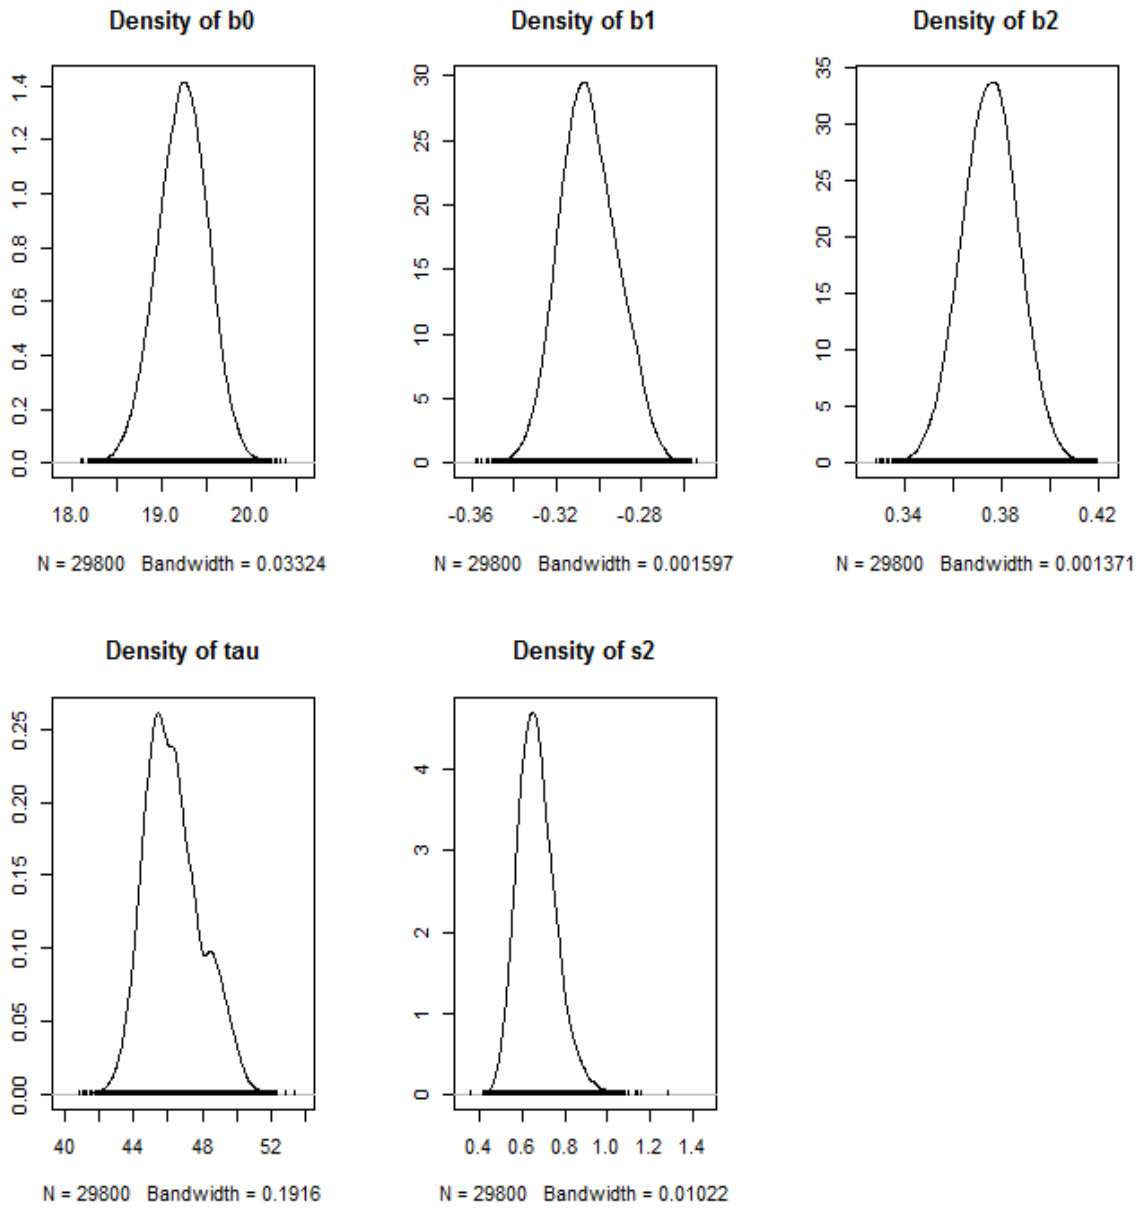 Density of b0
0.0 0.2 0.4 0.6 0.8 1.0 1.2 1.4
18.0 19.0 20.0
N = 29800 Bandwidth = 0.03324
Density of b1
0 5 10 15 20 25 30
-0.36 -0.32 -0.28
N = 29800 Bandwidth = 0.001597
Density of b2
0 5 10 15 20 25 30 35
0.34 0.38 0.42
N = 29800 Bandwidth = 0.001371
Density of tau
0.00 0.05 0.10 0.15 0.20 0.25
40 44 48 52
N = 29800 Bandwidth = 0.1916
Density of s2
0 1 2 3 4
0.4 0.6 0.8 1.0 1.2 1.4
N = 29800 Bandwidth = 0.01022